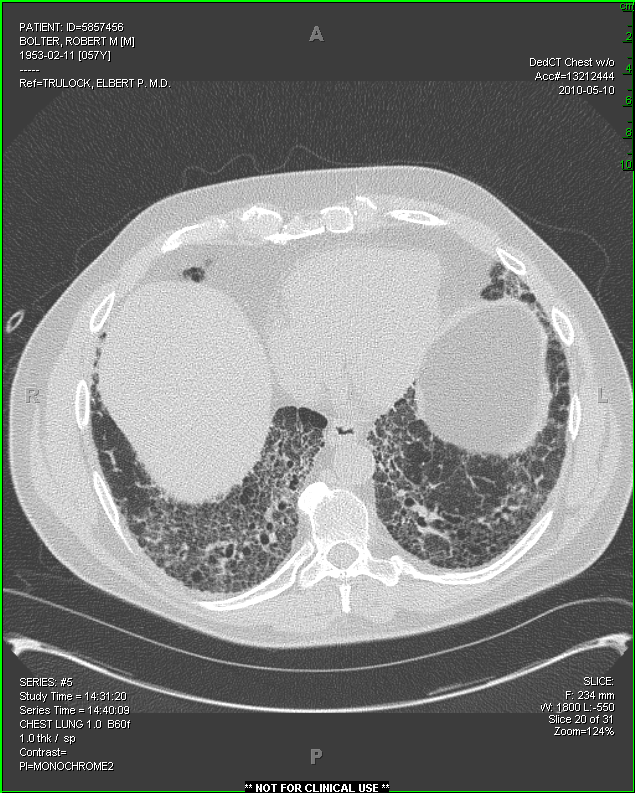 PATIENT: ID=5857456
BOLTER, ROBERT M [M]
1953-02-11 [057Y]
-----
Ref=TRULOCK, ELBERT P. M.D.
A
DedCT Chest w/o
Acc#=13212444
2010-05-10
cm
2
4
6
8
10
R
L
SERIES: #5
Study Time = 14:31:20
Series Time = 14:40:09
CHEST LUNG 1.0 B60f
1.0 thk / sp
Contrast=
PI=MONOCHROME2
P
SLICE:
F: 234 mm
W: 1800 L:-550
Slice 20 of 31
Zoom=124%
** NOT FOR CLINICAL USE **